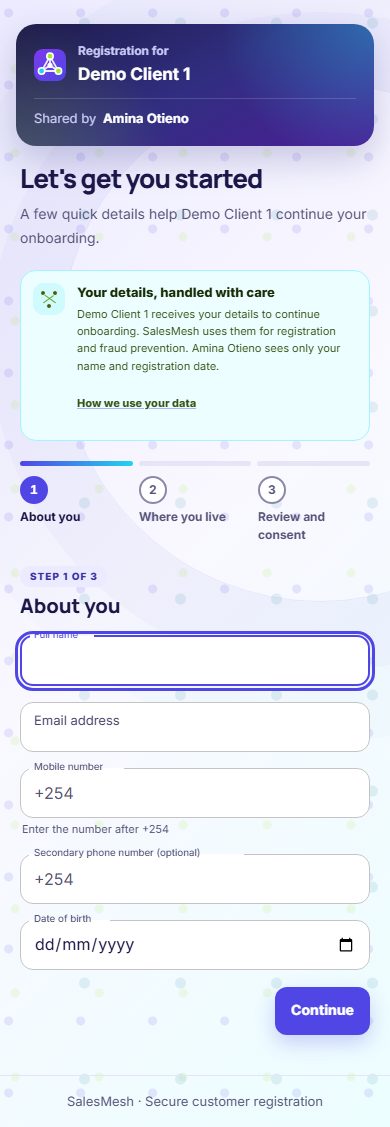 Registration for
Demo Client 1
Shared by Amina Otieno
Let's get you started
A few quick details help Demo Client 1 continue your
onboarding.
Your details, handled with care
Demo Client 1 receives your details to continue
onboarding. SalesMesh uses them for registration
and fraud prevention. Amina Otieno sees only your
name and registration date.
How we use your data
1
2
3
About you
Where you live
Review and
consent
STEP 1 OF 3
About you
Full name
Email address
Mobile number
+254
Enter the number after +254
Secondary phone number (optional)
+254
Date of birth
dd/mm/yyyy
Continue
SalesMesh · Secure customer registration